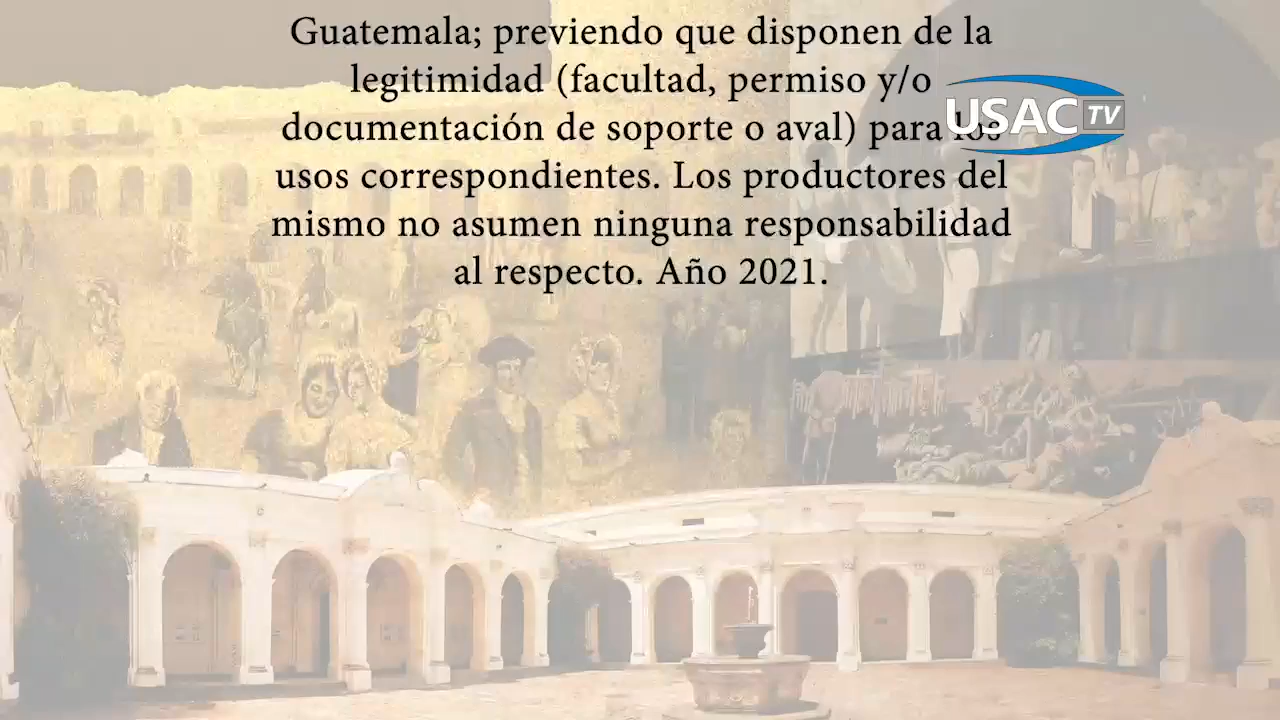 Guatemala; previendo que disponen de la
legitimidad (facultad, permiso y/o
documentación de soporte o aval) para los
usos correspondientes. Los productores del
mismo no asumen ninguna responsabilidad
al respecto. Año 2021.
USAC TV